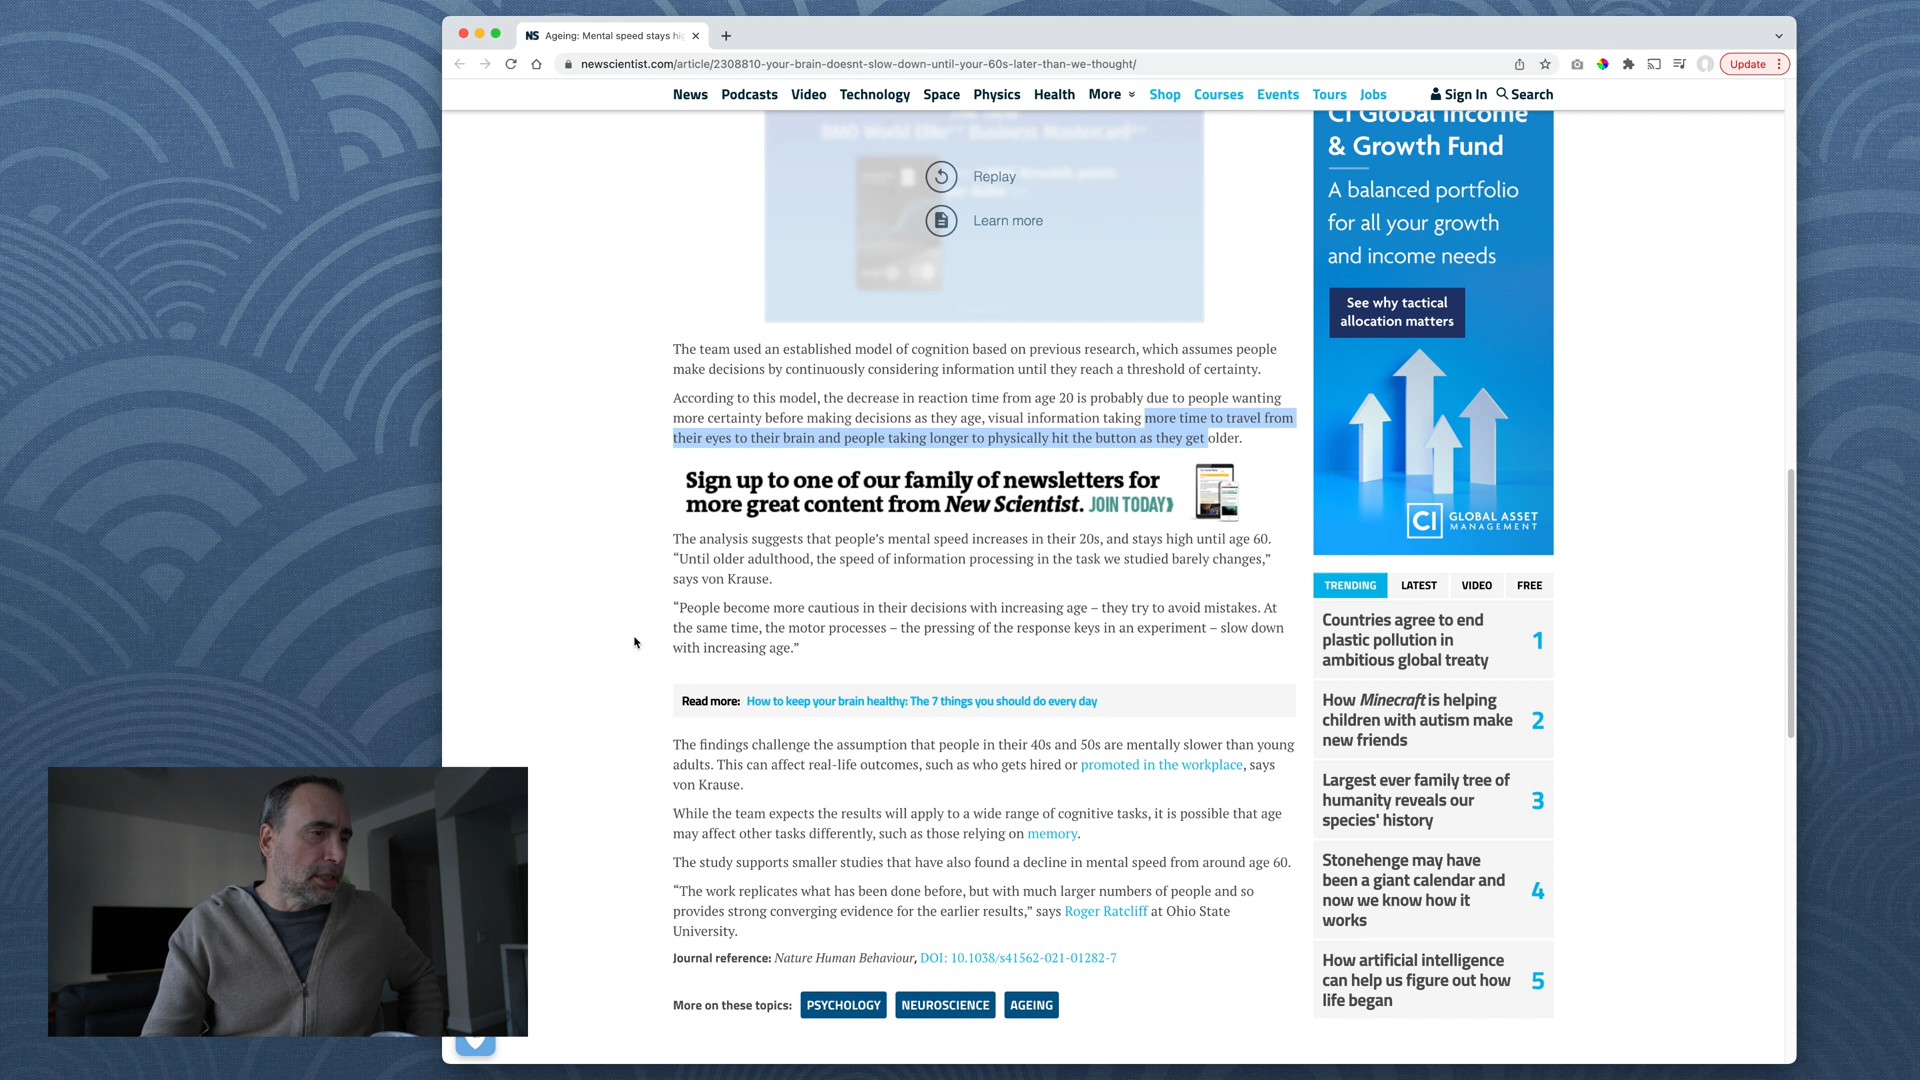 NS Ageing: Mental speed stays hi
newscientist.com/article/2308810-your-brain-doesnt-slow-down-until-your-60s-later-than-we-thought/
Update
News Podcasts Video Technology Space Physics Health More Shop Courses Events Tours Jobs Sign In Search
BMO World Elite Business Mastercard
Replay
Learn more
The team used an established model of cognition based on previous research, which assumes people
make decisions by continuously considering information until they reach a threshold of certainty.
According to this model, the decrease in reaction time from age 20 is probably due to people wanting
more certainty before making decisions as they age, visual information taking more time to travel from
their eyes to their brain and people taking longer to physically hit the button as they get older.
Sign up to one of our family of newsletters for
more great content from New Scientist. JOIN TODAY
The analysis suggests that people's mental speed increases in their 20s, and stays high until age 60.
“Until older adulthood, the speed of information processing in the task we studied barely changes,”
says von Krause.
“People become more cautious in their decisions with increasing age – they try to avoid mistakes. At
the same time, the motor processes – the pressing of the response keys in an experiment – slow down
with increasing age.”
Read more: How to keep your brain healthy: The 7 things you should do every day
The findings challenge the assumption that people in their 40s and 50s are mentally slower than young
adults. This can affect real-life outcomes, such as who gets hired or promoted in the workplace, says
von Krause.
While the team expects the results will apply to a wide range of cognitive tasks, it is possible that age
may affect other tasks differently, such as those relying on memory.
The study supports smaller studies that have also found a decline in mental speed from around age 60.
“The work replicates what has been done before, but with much larger numbers of people and so
provides strong converging evidence for the earlier results,” says Roger Ratcliff at Ohio State
University.
Journal reference: Nature Human Behaviour, DOI: 10.1038/s41562-021-01282-7
More on these topics: PSYCHOLOGY NEUROSCIENCE AGEING
CI Global Income
& Growth Fund
A balanced portfolio
for all your growth
and income needs
See why tactical
allocation matters
CI GLOBAL ASSET
MANAGEMENT
TRENDING LATEST VIDEO FREE
Countries agree to end
plastic pollution in
ambitious global treaty
1
How Minecraft is helping
children with autism make
new friends
2
Largest ever family tree of
humanity reveals our
species' history
3
Stonehenge may have
been a giant calendar and
now we know how it
works
4
How artificial intelligence
can help us figure out how
life began
5